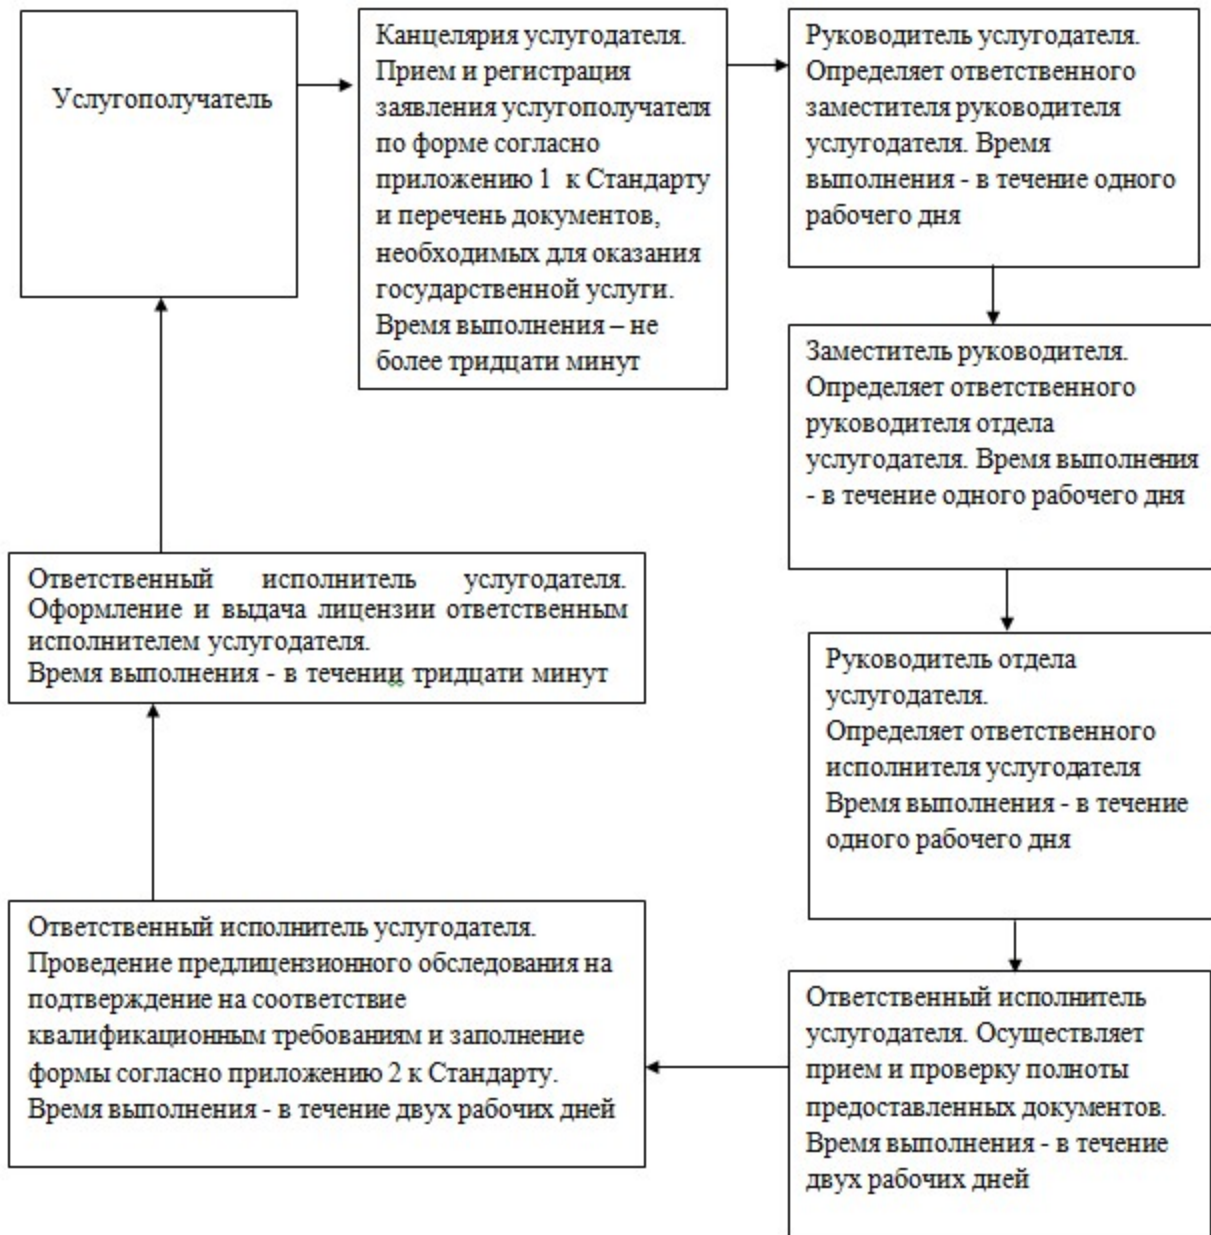 Услугополучатель
Канцелярия услугодателя.
Прием и регистрация
заявления услугополучателя
по форме согласно
приложению 1 к Стандарту
и перечень документов,
необходимых для оказания
государственной услуги.
Время выполнения – не
более тридцати минут
Руководитель услугодателя.
Определяет ответственного
заместителя руководителя
услугодателя. Время
выполнения - в течение одного
рабочего дня
Заместитель руководителя.
Определяет ответственного
руководителя отдела
услугодателя. Время выполнения
- в течение одного рабочего дня
Руководитель отдела
услугодателя.
Определяет ответственного
исполнителя услугодателя
Время выполнения - в течение
одного рабочего дня
Ответственный исполнитель
услугодателя. Осуществляет
прием и проверку полноты
предоставленных документов.
Время выполнения - в течение
двух рабочих дней
Ответственный исполнитель услугодателя.
Проведение предлицензионного обследования на
подтверждение на соответствие
квалификационным требованиям и заполнение
формы согласно приложению 2 к Стандарту.
Время выполнения - в течение двух рабочих дней
Ответственный исполнитель услугодателя.
Оформление и выдача лицензии ответственным
исполнителем услугодателя.
Время выполнения - в течении тридцати минут